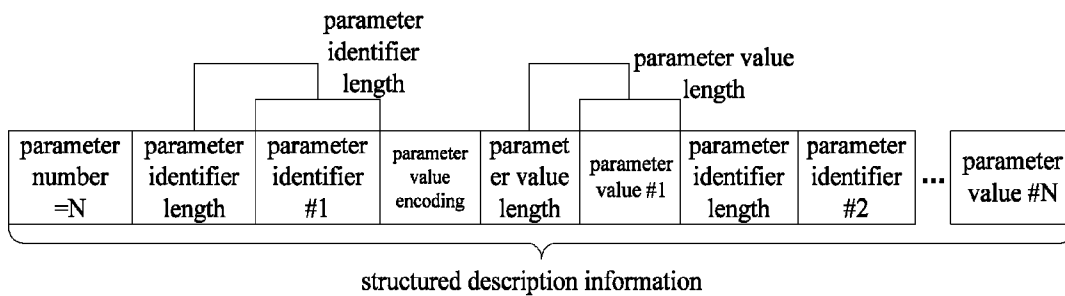 parameter
identifier
length
parameter value
length
parameter
number
=N
parameter
identifier
length
parameter
identifier
#1
parameter
value
encoding
paramet
er value
length
parameter
value #1
parameter
identifier
length
parameter
identifier
#2
...
parameter
value #N
structured description information